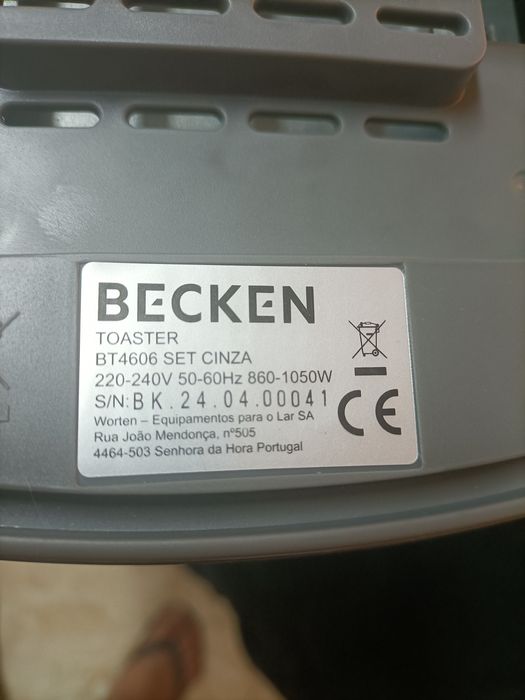 BECKEN
TOASTER
BT4606 SET CINZA
220-240V 50-60Hz 860-1050W
S/N:BK.24.04.00041
Worten – Equipamentos para o Lar SA
Rua João Mendonça, nº505
4464-503 Senhora da Hora Portugal
CE